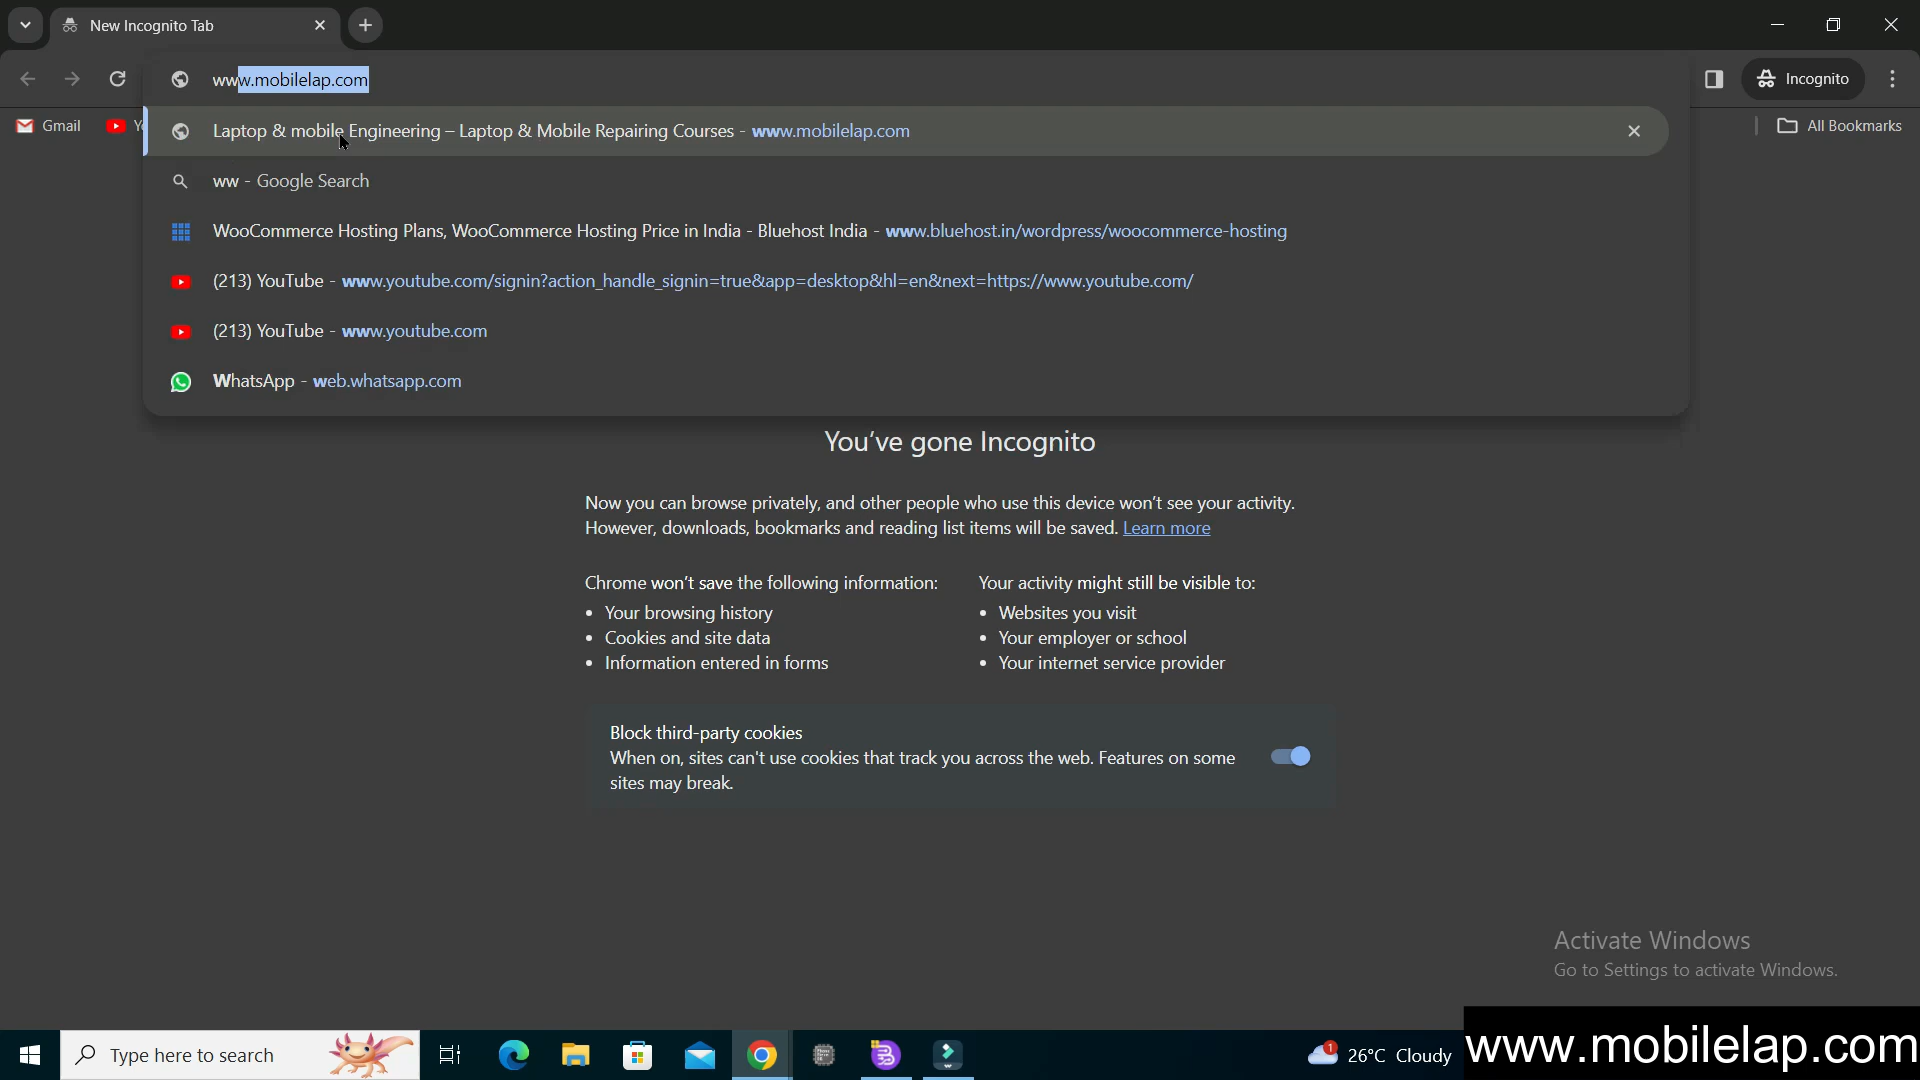 New Incognito Tab
www.mobilelap.com
Incognito
Gmail
All Bookmarks
Laptop & mobile Engineering – Laptop & Mobile Repairing Courses - www.mobilelap.com
ww - Google Search
WooCommerce Hosting Plans, WooCommerce Hosting Price in India - Bluehost India - www.bluehost.in/wordpress/woocommerce-hosting
(213) YouTube - www.youtube.com/signin?action_handle_signin=true&app=desktop&hl=en&next=https://www.youtube.com/
(213) YouTube - www.youtube.com
WhatsApp - web.whatsapp.com
You've gone Incognito
Now you can browse privately, and other people who use this device won't see your activity.
However, downloads, bookmarks and reading list items will be saved. Learn more
Chrome won't save the following information:
Your browsing history
Cookies and site data
Information entered in forms
Your activity might still be visible to:
Websites you visit
Your employer or school
Your internet service provider
Block third-party cookies
When on, sites can't use cookies that track you across the web. Features on some
sites may break.
Activate Windows
Go to Settings to activate Windows.
Type here to search
1
26°C Cloudy
www.mobilelap.com